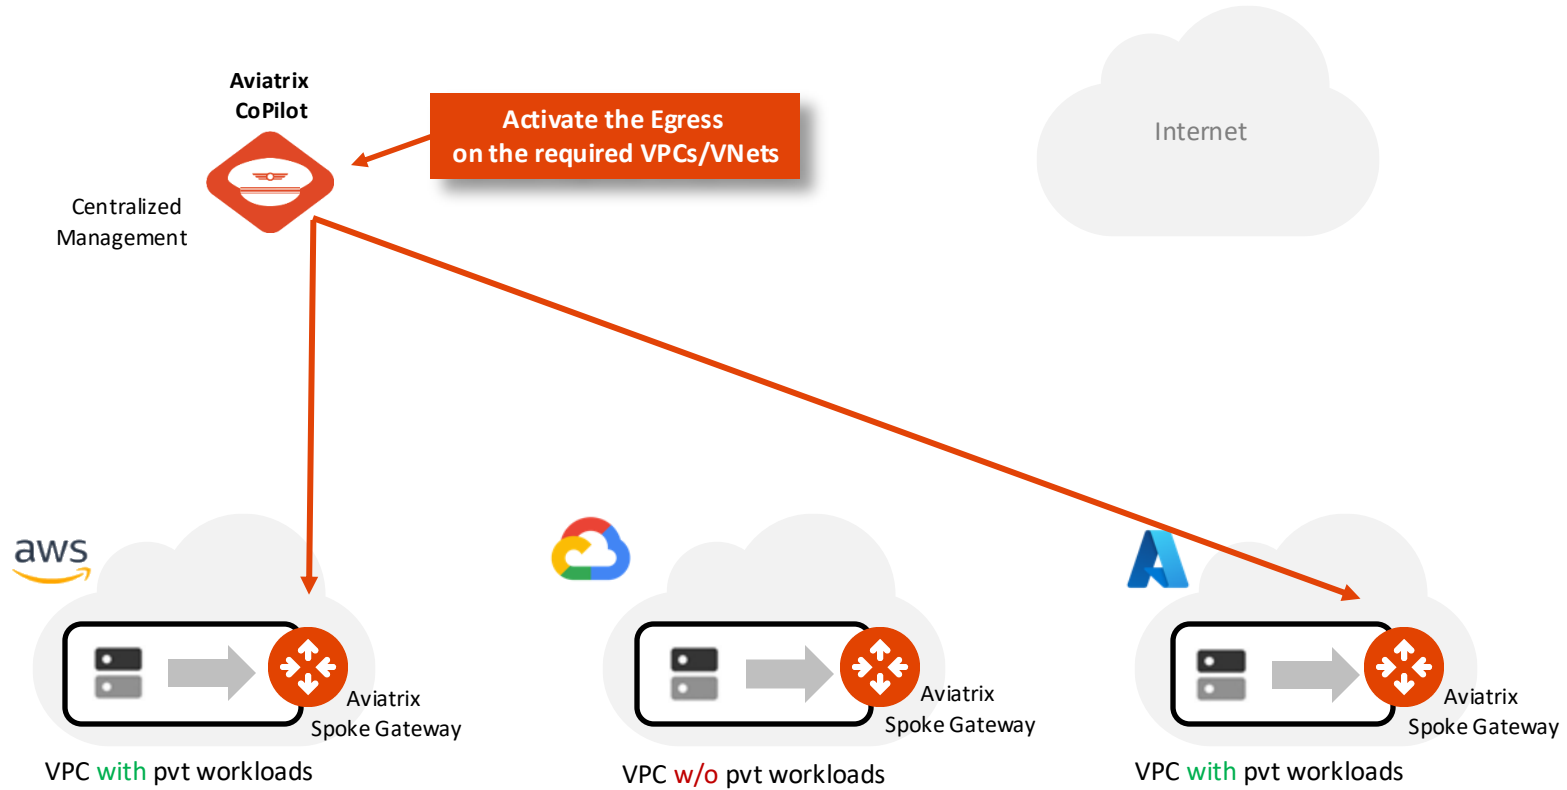 Aviatrix
CoPilot
Activate the Egress
on the required VPCs/VNets
Internet
Centralized
Management
aws
Aviatrix
Spoke Gateway
VPC with pvt workloads
Aviatrix
Spoke Gateway
VPC w/o pvt workloads
Aviatrix
Spoke Gateway
VPC with pvt workloads